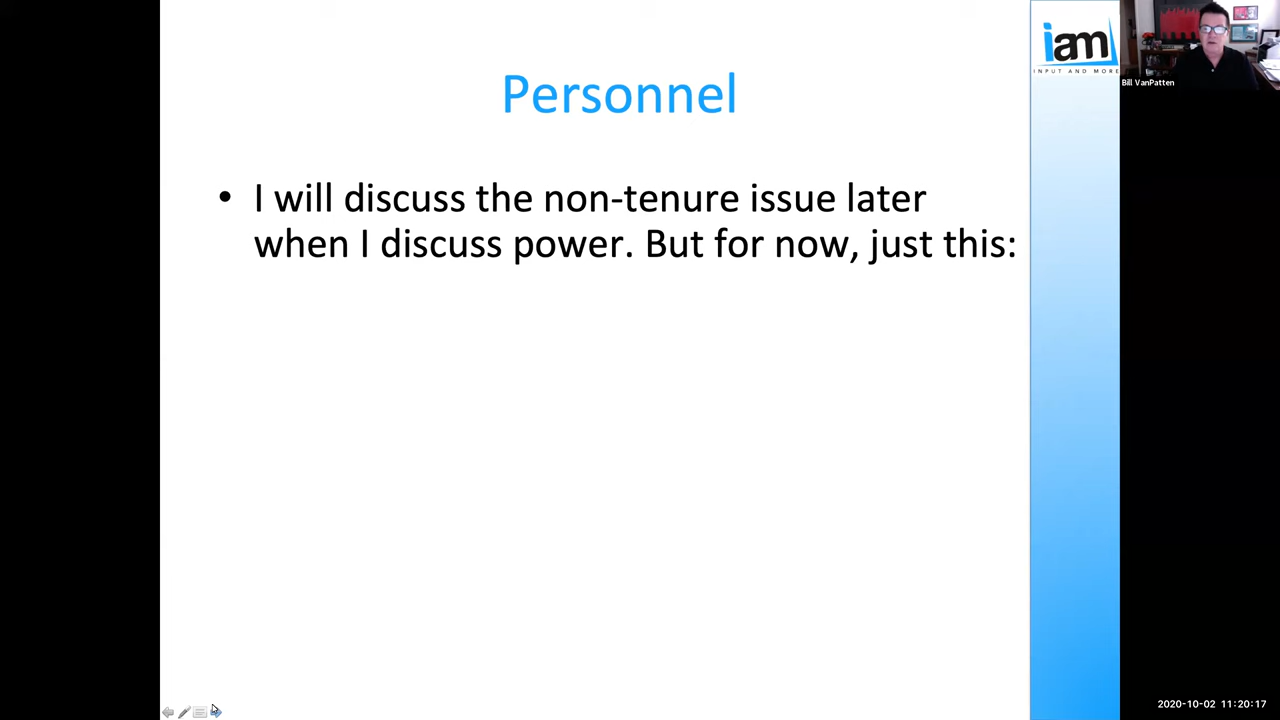 Personnel
• I will discuss the non-tenure issue later
when I discuss power. But for now, just this:
iam
INPUT AND MORE
Bill VanPatten
2020-10-02 11:20:17